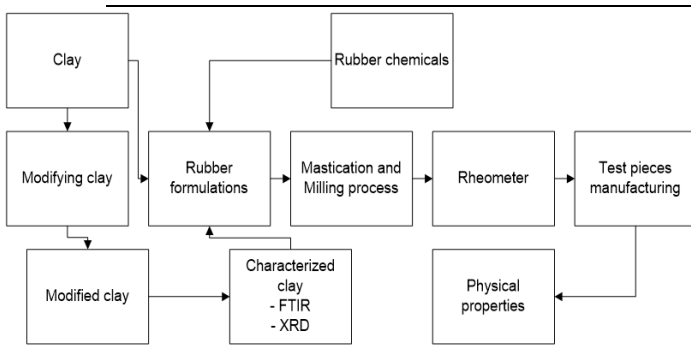 Clay
Rubber chemicals
Modifying clay
Rubber
formulations
Mastication and
Milling process
Rheometer
Test pieces
manufacturing
Modified clay
Characterized
clay
- FTIR
- XRD
Physical
properties